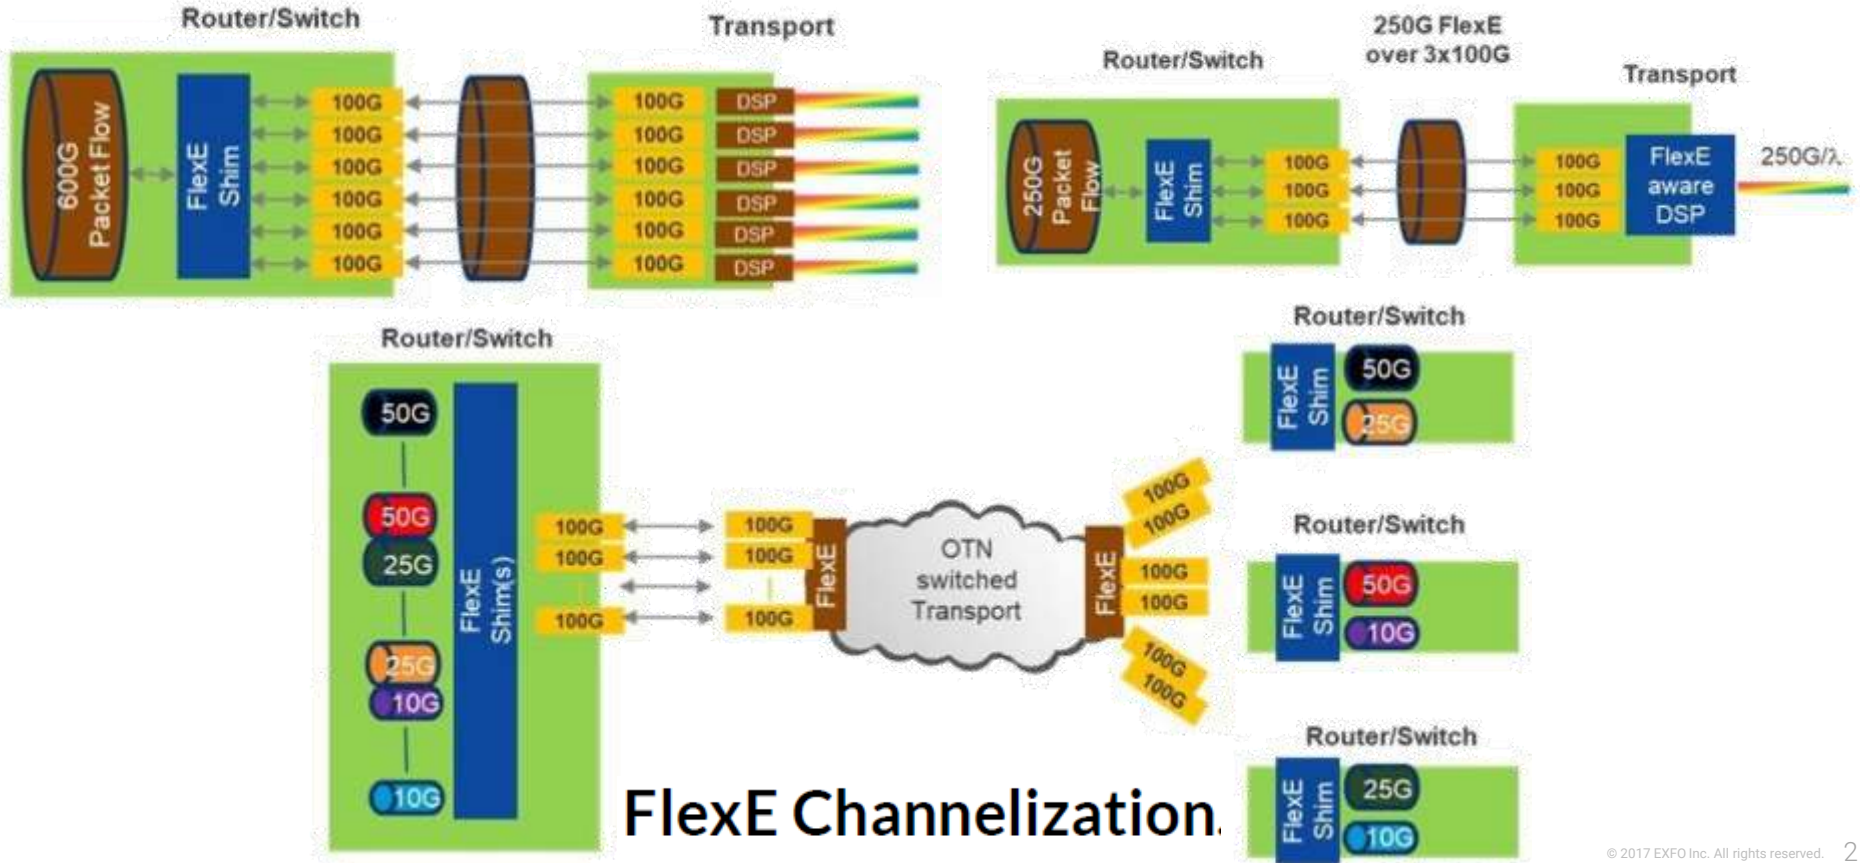 Router/Switch
Transport
600G
Packet Flow
FlexE
Shim
100G
100G
100G
100G
100G
100G
100G
100G
100G
100G
100G
100G
DSP
DSP
DSP
DSP
DSP
DSP
250G FlexE
over 3x100G
Router/Switch
Transport
250G
Packet
Flow
FlexE
Shim
100G
100G
100G
100G
100G
100G
FlexE
aware
DSP
250G/λ
Router/Switch
50G
50G
25G
25G
10G
10G
FlexE
Shim(s)
100G
100G
100G
100G
100G
100G
FlexE
OTN
switched
Transport
FlexE
100G
100G
100G
100G
100G
100G
Router/Switch
FlexE
Shim
50G
25G
Router/Switch
FlexE
Shim
50G
10G
Router/Switch
FlexE
Shim
25G
10G
FlexE Channelization.
© 2017 EXFO Inc. All rights reserved. 2